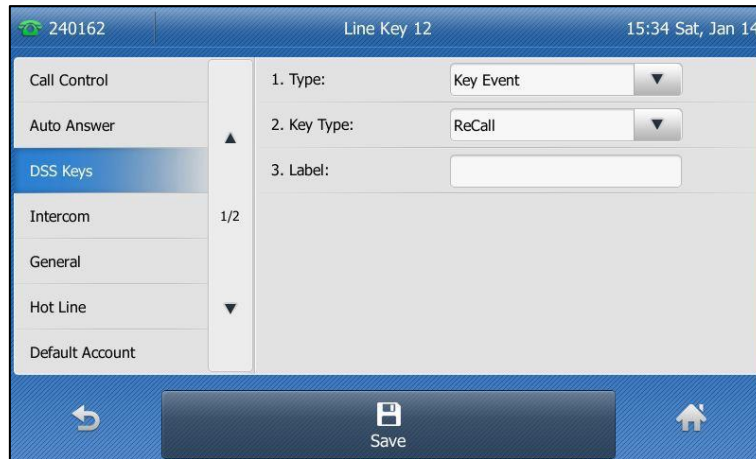 240162 Line Key 12 15:34 Sat, Jan 14
Call Control
Auto Answer
DSS Keys
Intercom
General
Hot Line
Default Account
1/2
1. Type: Key Event
2. Key Type: ReCall
3. Label:
Save